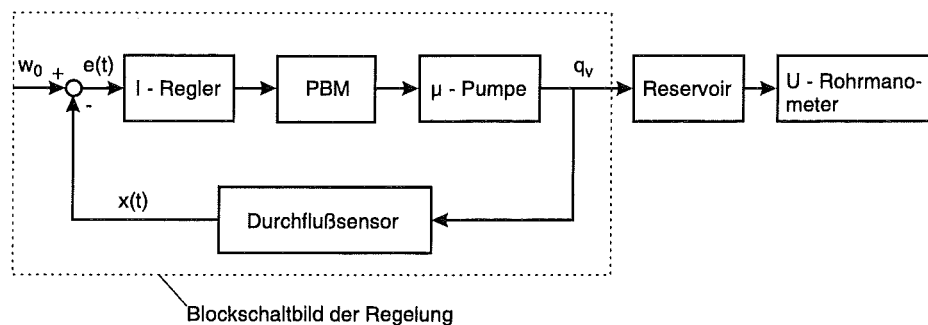 w0
+
-
e(t)
I - Regler
PBM
μ - Pumpe
qv
Reservoir
U - Rohrmano-
meter
x(t)
Durchflußsensor
Blockschaltbild der Regelung